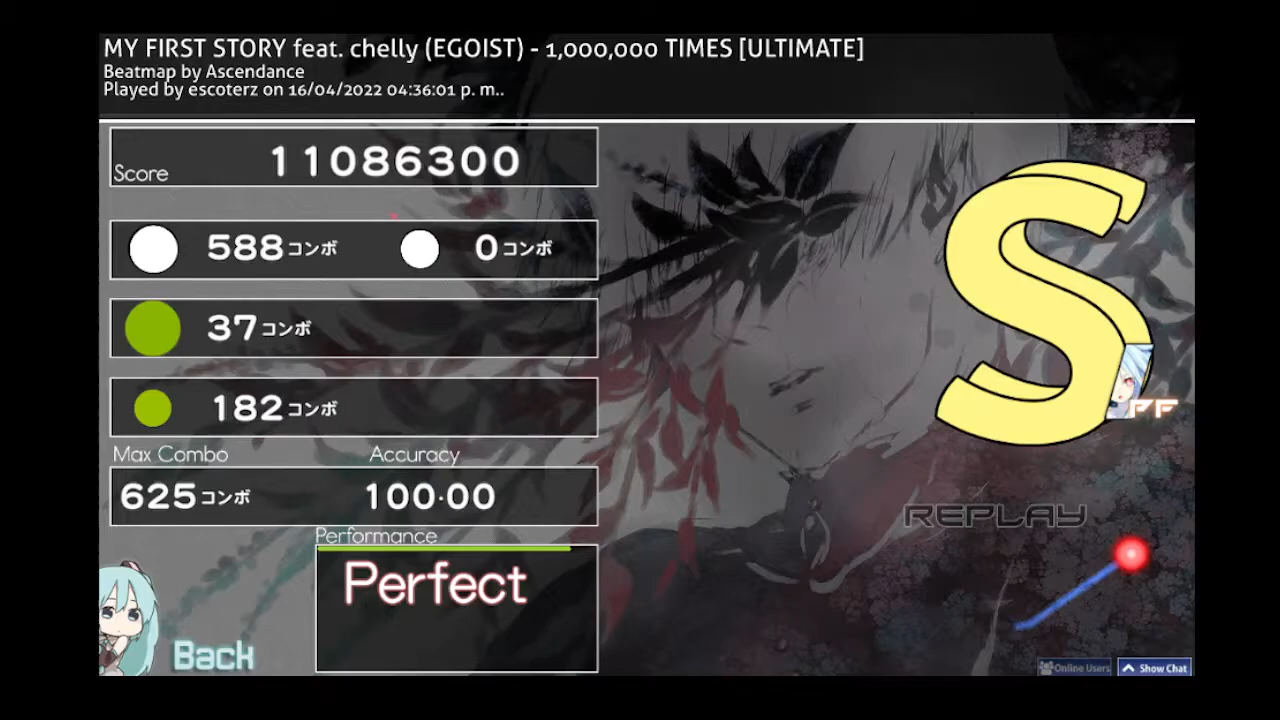 MY FIRST STORY feat. chelly (EGOIST) - 1,000,000 TIMES [ULTIMATE]
Beatmap by Ascendance
Played by escoterz on 16/04/2022 04:36:01 p. m..
Score 11086300
588コンボ 0コンボ
37コンボ
182コンボ
Max Combo Accuracy
625コンボ 100.00
Performance
Perfect
S
PF
REPLAY
Back
Online Users Show Chat